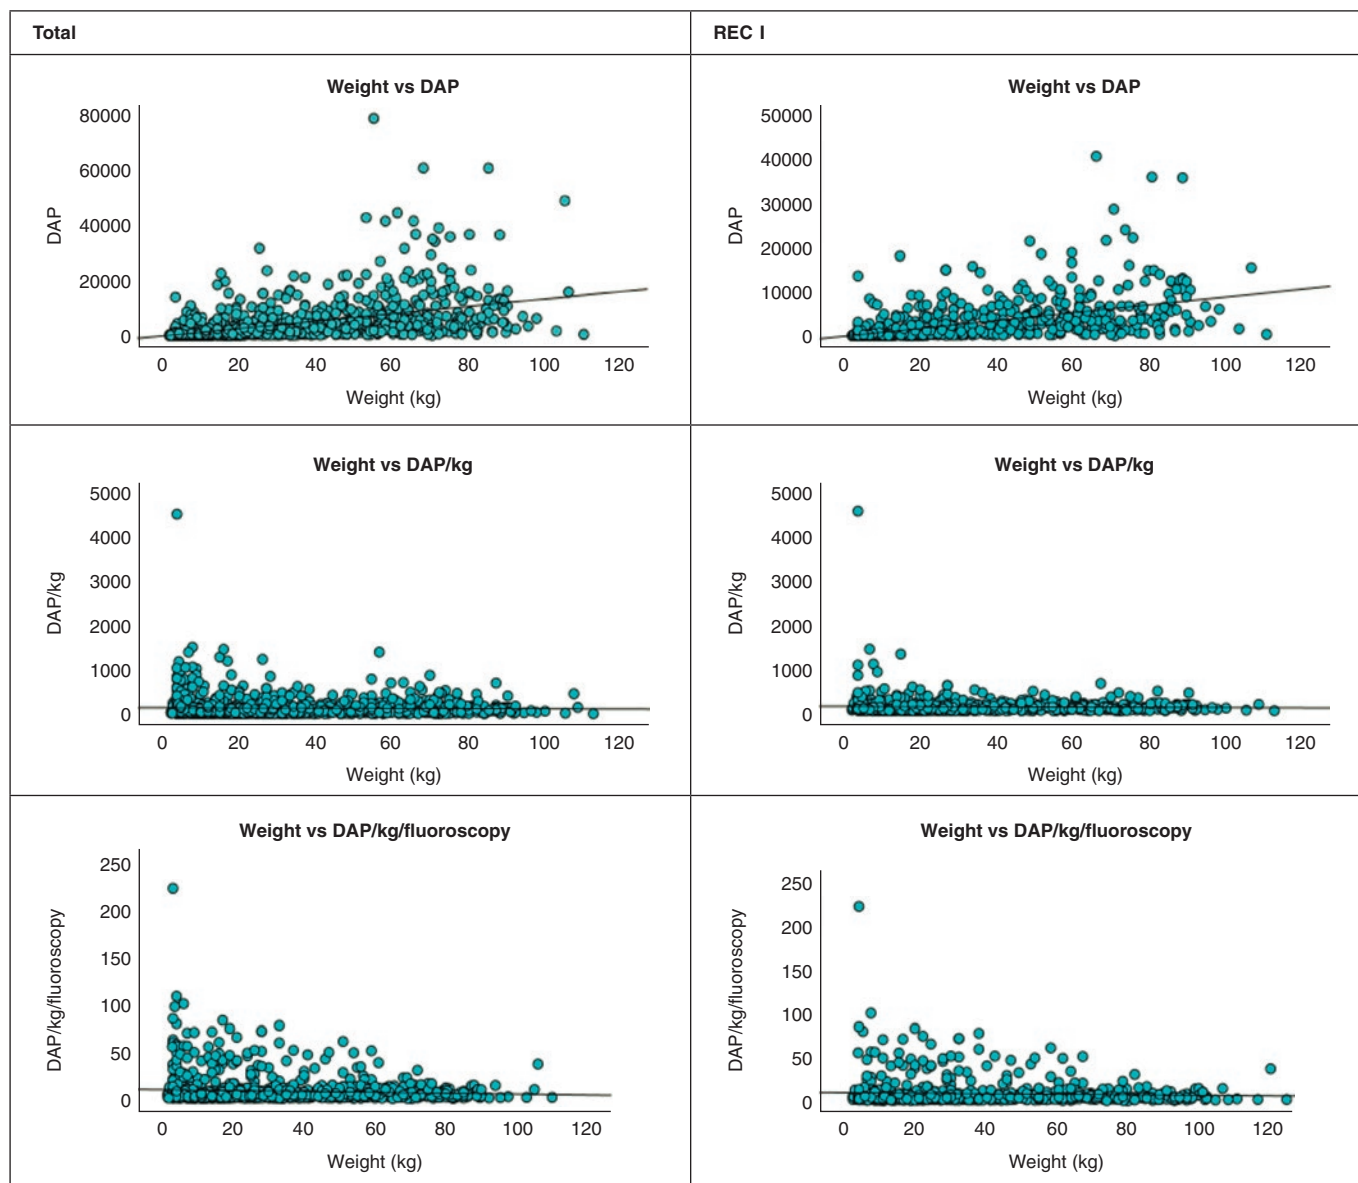 Total
REC I
Weight vs DAP
80000
60000
40000
20000
0
DAP
0 20 40 60 80 100 120
Weight (kg)
Weight vs DAP
50000
40000
30000
20000
10000
0
DAP
0 20 40 60 80 100 120
Weight (kg)
Weight vs DAP/kg
5000
4000
3000
2000
1000
0
DAP/kg
0 20 40 60 80 100 120
Weight (kg)
Weight vs DAP/kg
5000
4000
3000
2000
1000
0
DAP/kg
0 20 40 60 80 100 120
Weight (kg)
Weight vs DAP/kg/fluoroscopy
250
200
150
100
50
0
DAP/kg/fluoroscopy
0 20 40 60 80 100 120
Weight (kg)
Weight vs DAP/kg/fluoroscopy
250
200
150
100
50
0
DAP/kg/fluoroscopy
0 20 40 60 80 100 120
Weight (kg)